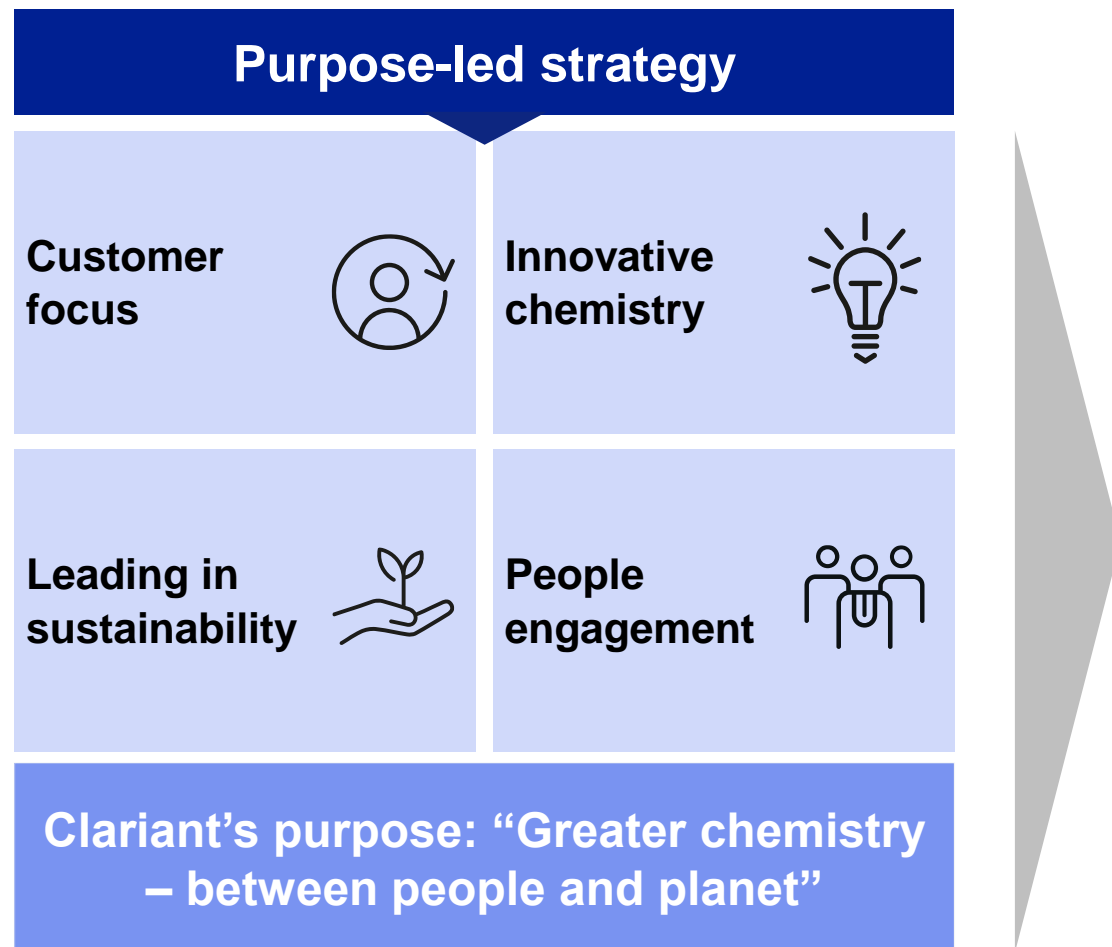 Purpose-led strategy
Customer
focus
Innovative
chemistry
Leading in
sustainability
People
engagement
Clariant’s purpose: “Greater chemistry
– between people and planet”